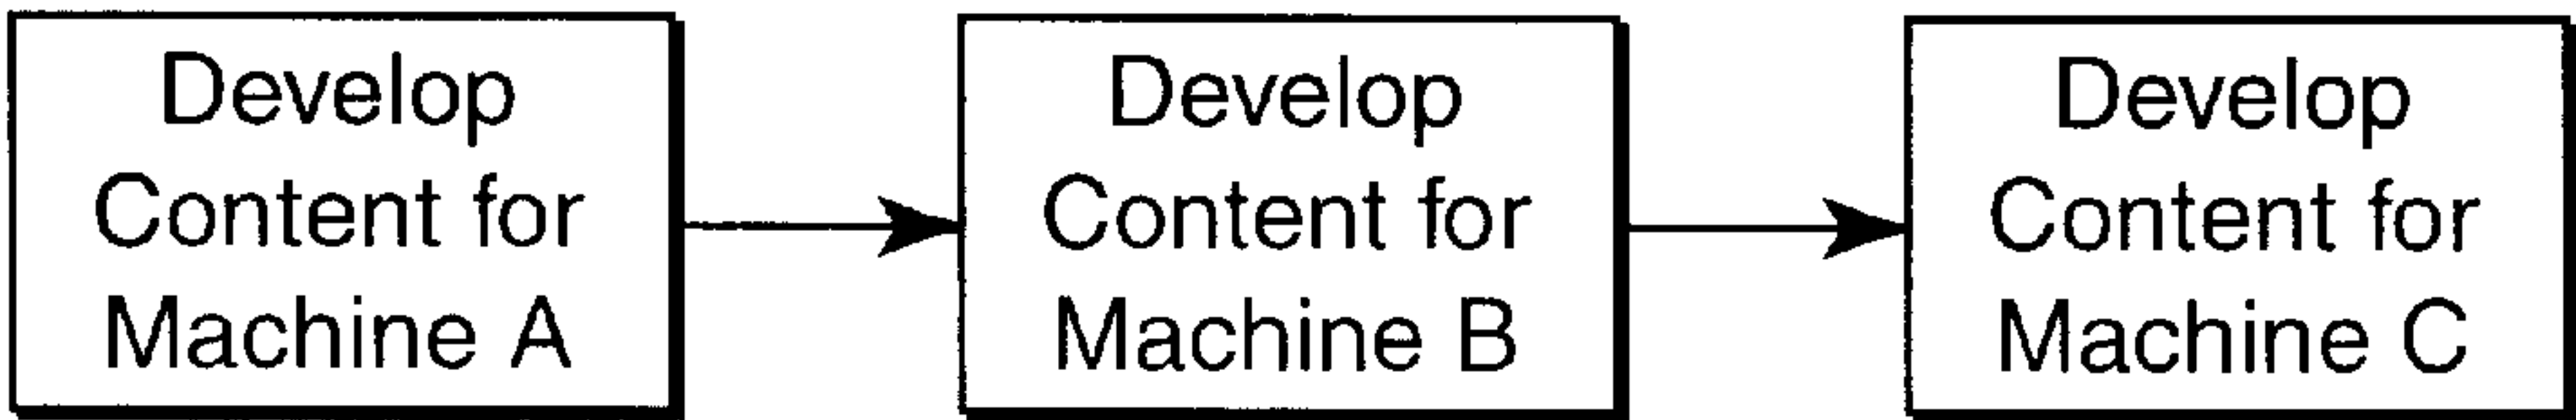 Develop
Content for
Machine A
Develop
Content for
Machine B
Develop
Content for
Machine C